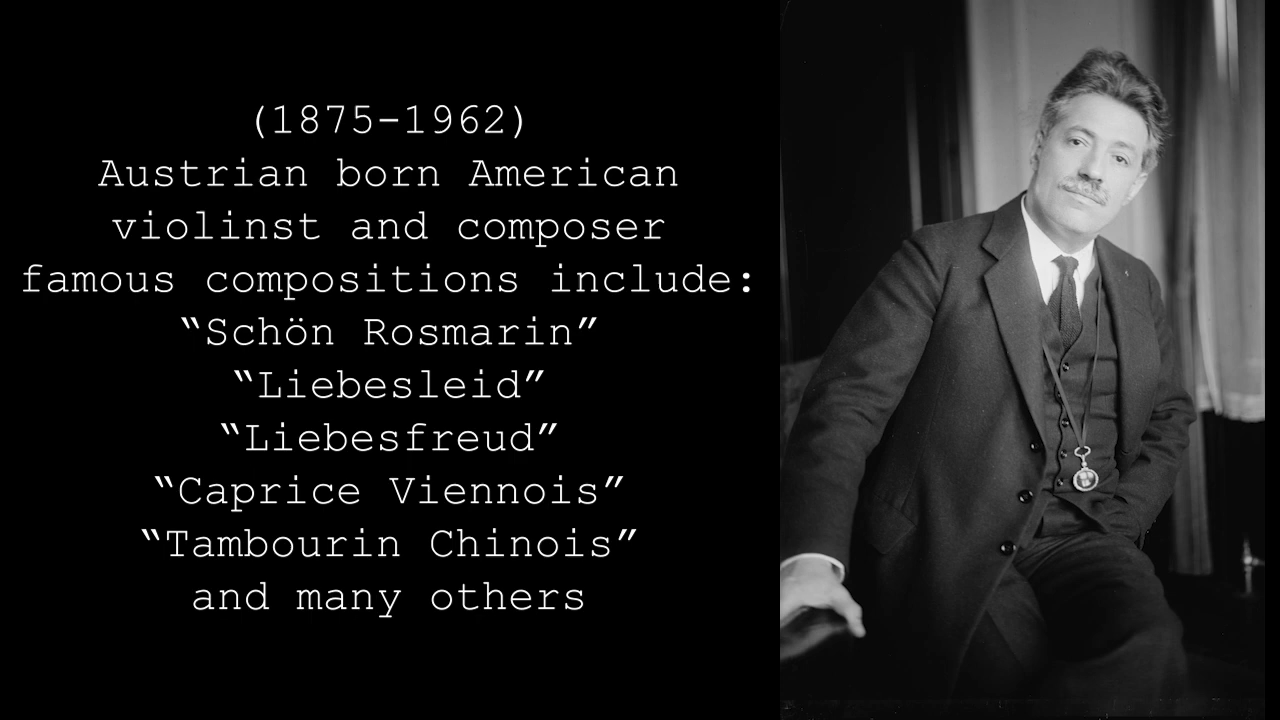 (1875-1962)
Austrian born American
violinst and composer
famous compositions include:
“Schön Rosmarin”
“Liebesleid”
“Liebesfreud”
“Caprice Viennois”
“Tambourin Chinois”
and many others